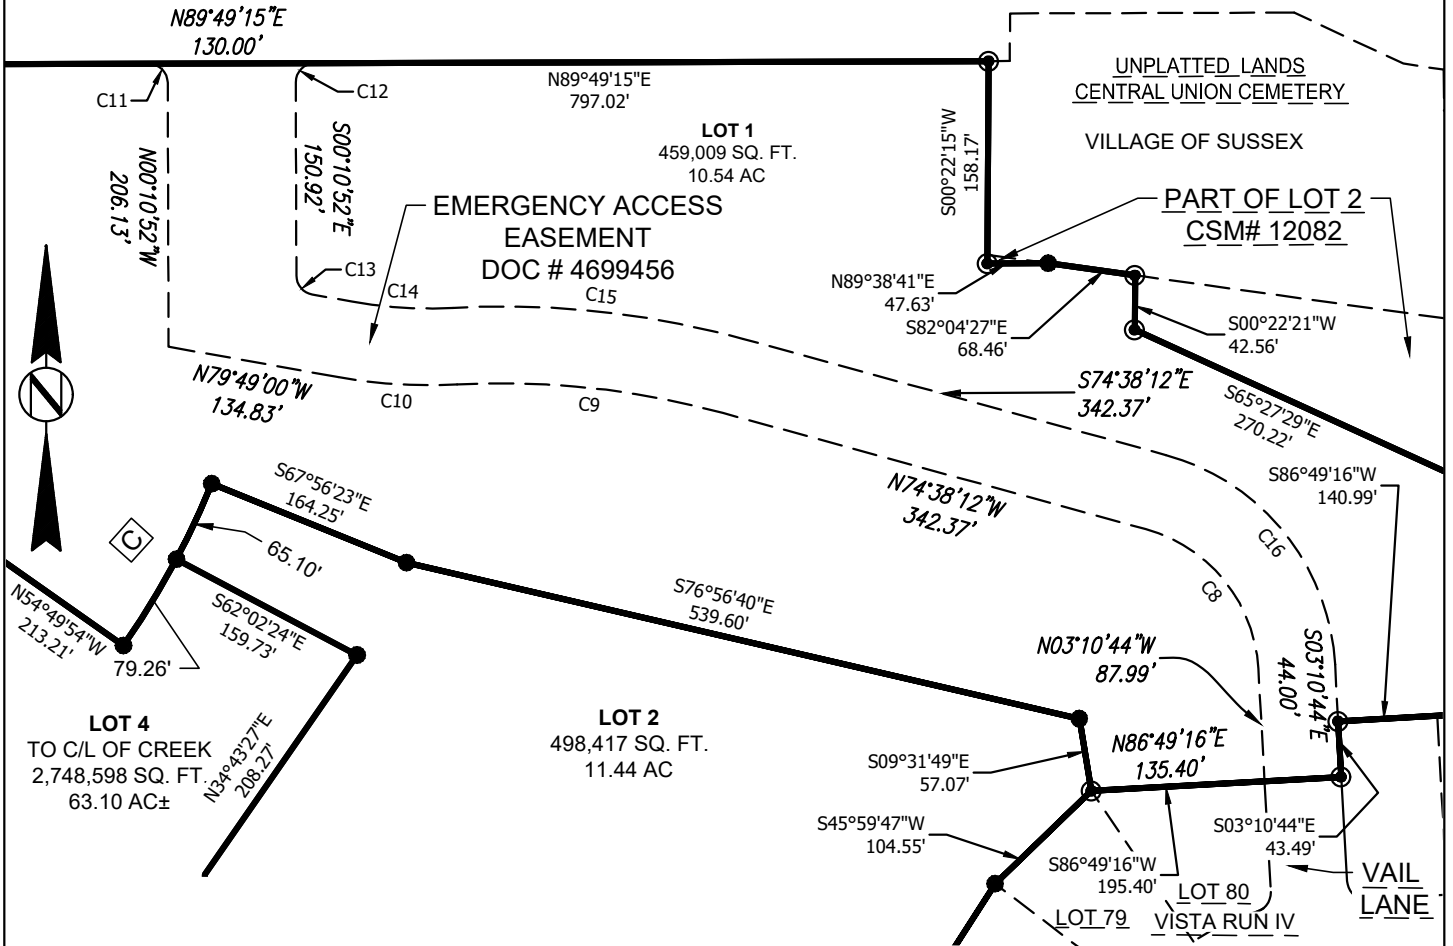 N89°49'15"E
130.00'
N89°49'15"E
797.02'
C11
C12
UNPLATTED LANDS
CENTRAL UNION CEMETERY
VILLAGE OF SUSSEX
LOT 1
459,009 SQ. FT.
10.54 AC
S00°22'15"W
158.17'
N00°10'52"W
206.13'
S00°10'52"E
150.92'
EMERGENCY ACCESS
EASEMENT
DOC # 4699456
PART OF LOT 2
CSM# 12082
C13
C14
C15
N89°38'41"E
47.63'
S82°04'27"E
68.46'
S00°22'21"W
42.56'
N
N79°49'00"W
134.83'
C10
C9
S74°38'12"E
342.37'
S65°27'29"E
270.22'
S86°49'16"W
140.99'
S67°56'23"E
164.25'
N74°38'12"W
342.37'
C16
C
65.10'
C8
N54°49'54"W
213.21'
S62°02'24"E
159.73'
S76°56'40"E
539.60'
N03°10'44"W
87.99'
S03°10'44"E
44.00'
79.26'
LOT 4
TO C/L OF CREEK
2,748,598 SQ. FT.
63.10 AC±
N34°43'27"E
208.27'
LOT 2
498,417 SQ. FT.
11.44 AC
S09°31'49"E
57.07'
N86°49'16"E
135.40'
S45°59'47"W
104.55'
S86°49'16"W
195.40'
S03°10'44"E
43.49'
VAIL
LANE
LOT 79
LOT 80
VISTA RUN IV